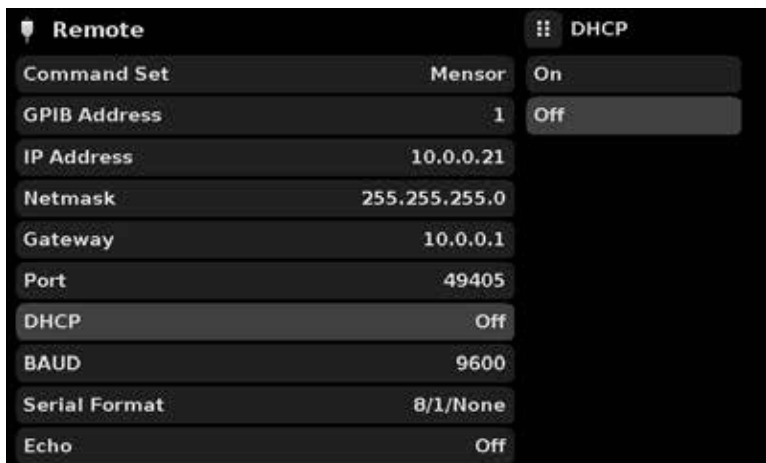 Remote
Command Set Mensor
GPIB Address 1
IP Address 10.0.0.21
Netmask 255.255.255.0
Gateway 10.0.0.1
Port 49405
DHCP Off
BAUD 9600
Serial Format 8/1/None
Echo Off
DHCP
On
Off